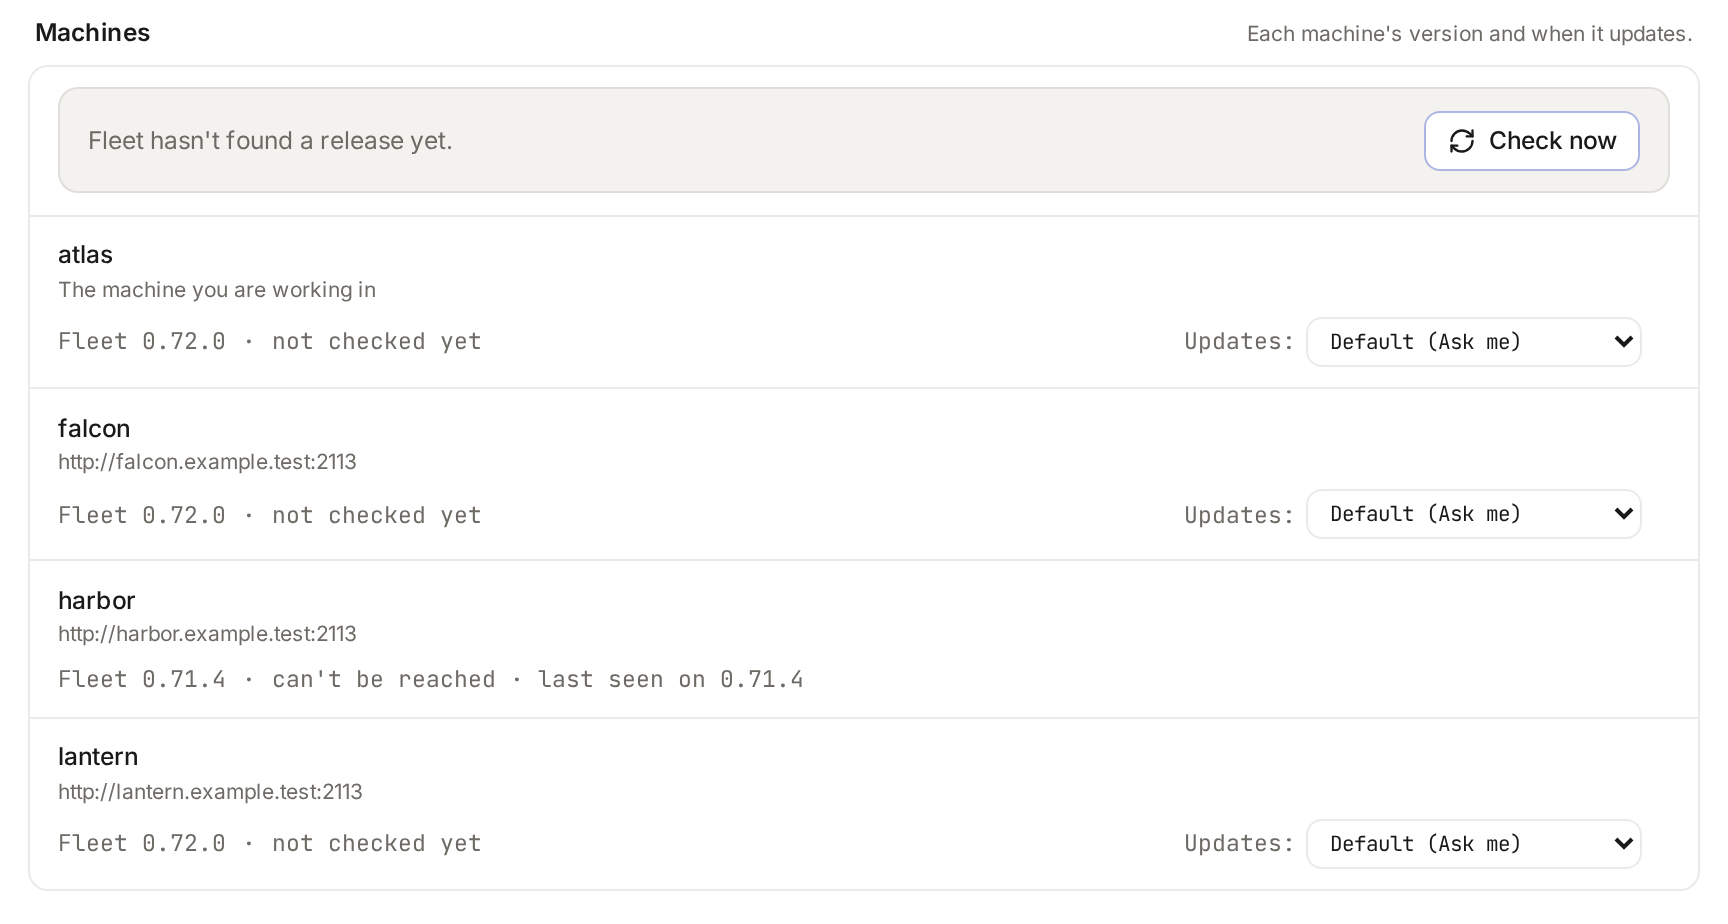 Machines
Each machine's version and when it updates.
Fleet hasn't found a release yet.
Check now
atlas
The machine you are working in
Fleet 0.72.0 · not checked yet
Updates: Default (Ask me)
falcon
http://falcon.example.test:2113
Fleet 0.72.0 · not checked yet
Updates: Default (Ask me)
harbor
http://harbor.example.test:2113
Fleet 0.71.4 · can't be reached · last seen on 0.71.4
lantern
http://lantern.example.test:2113
Fleet 0.72.0 · not checked yet
Updates: Default (Ask me)